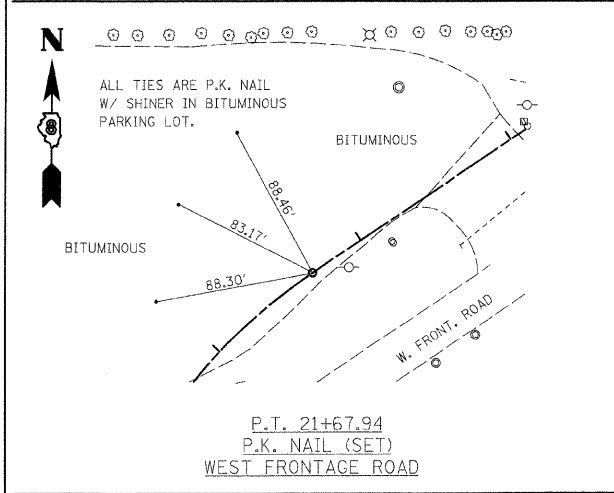 N
ALL TIES ARE P.K. NAIL
W/ SHINER IN BITUMINOUS
PARKING LOT.
BITUMINOUS
88.46'
83.17'
BITUMINOUS
88.30'
W. FRONT. ROAD
P.T. 21+67.94
P.K. NAIL (SET)
WEST FRONTAGE ROAD